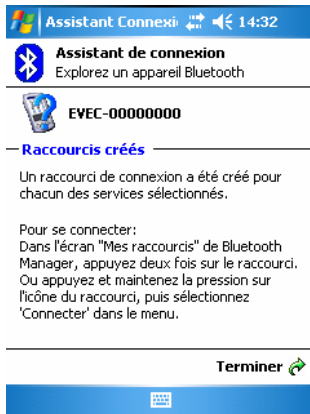 Assistant Connexi 14:32
Assistant de connexion
Explorez un appareil Bluetooth
EVEC-00000000
Raccourcis créés
Un raccourci de connexion a été créé pour
chacun des services sélectionnés.
Pour se connecter:
Dans l'écran "Mes raccourcis" de Bluetooth
Manager, appuyez deux fois sur le raccourci.
Ou appuyez et maintenez la pression sur
l'icône du raccourci, puis sélectionnez
'Connecter' dans le menu.
Terminer